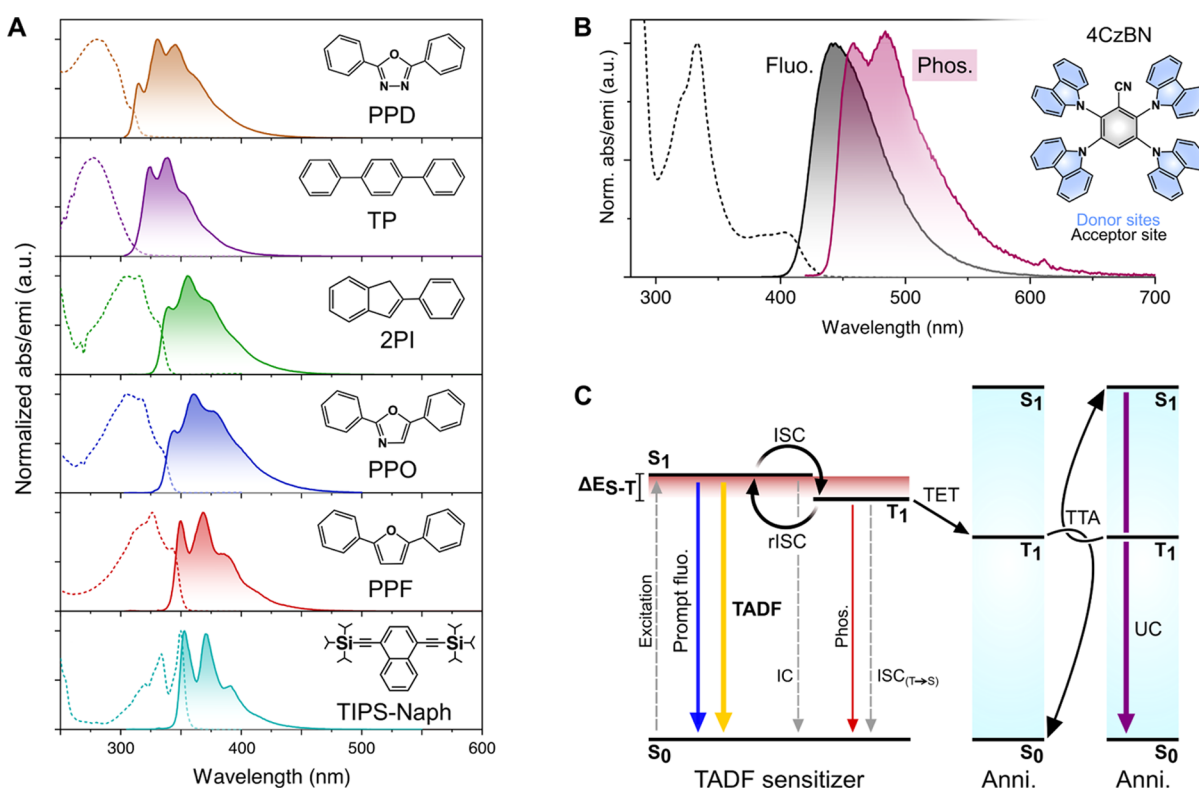 A
Normalized abs/emi (a.u.)
N N
O
PPD
TP
2PI
O
N
PPO
O
PPF
Si Si
TIPS-Naph
300 350 400 450 500 550 600
Wavelength (nm)
B
Norm. abs/emi (a.u.)
Fluo.
Phos.
4CzBN
CN
N N
N N
Donor sites
Acceptor site
300 400 500 600 700
Wavelength (nm)
C
S1
ΔES-T
ISC
rISC
T1
TET
Excitation
Prompt fluo.
TADF
IC
Phos.
ISC(T→S)
S0
TADF sensitizer
S1
T1
TTA
S0
Anni.
S1
T1
UC
S0
Anni.